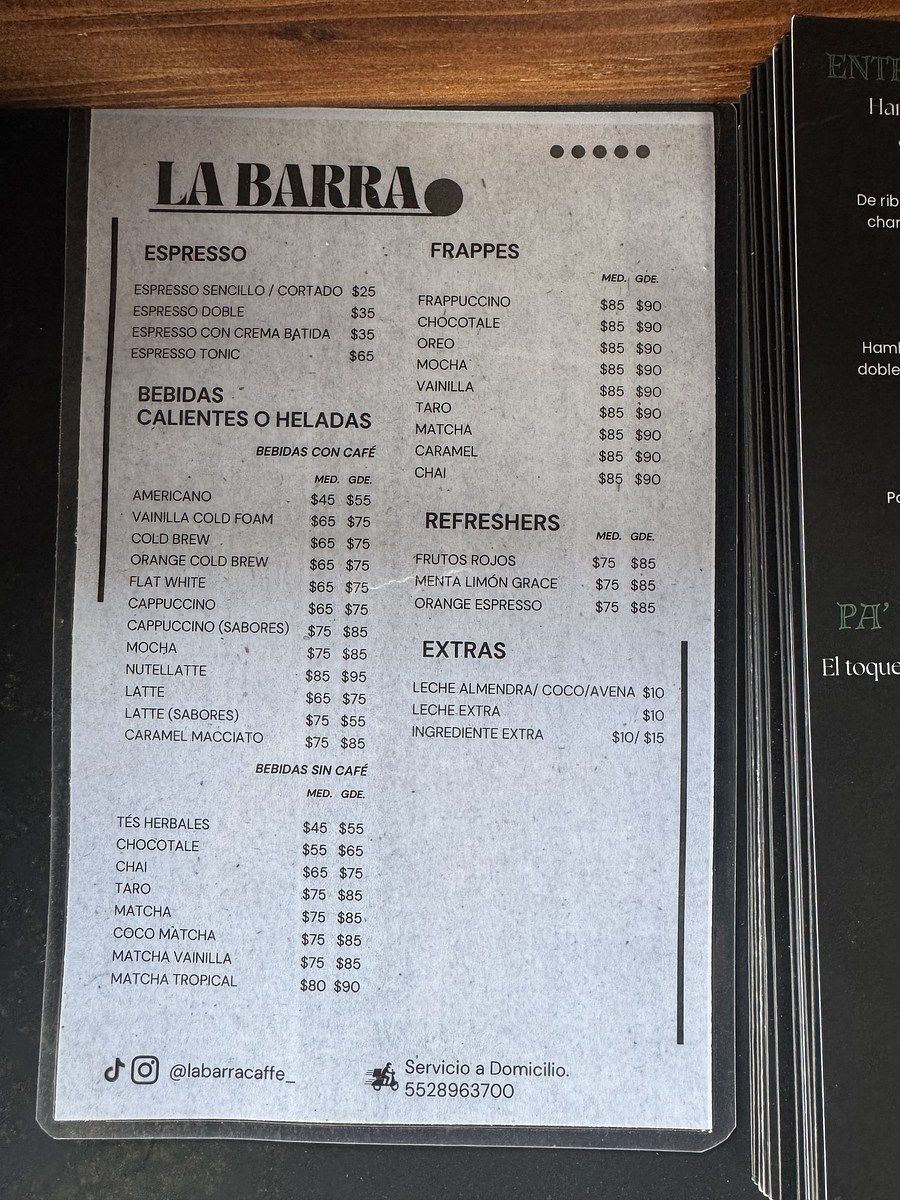 LA BARRA
ESPRESSO
ESPRESSO SENCILLO / CORTADO $25
ESPRESSO DOBLE $35
ESPRESSO CON CREMA BATIDA $35
ESPRESSO TONIC $65
BEBIDAS
CALIENTES O HELADAS
BEBIDAS CON CAFÉ
MED. GDE.
AMERICANO $45 $55
VAINILLA COLD FOAM $65 $75
COLD BREW $65 $75
ORANGE COLD BREW $65 $75
FLAT WHITE $65 $75
CAPPUCCINO $65 $75
CAPPUCCINO (SABORES) $75 $85
MOCHA $75 $85
NUTELLATTE $85 $95
LATTE $65 $75
LATTE (SABORES) $75 $55
CARAMEL MACCIATO $75 $85
BEBIDAS SIN CAFÉ
MED. GDE.
TÉS HERBALES $45 $55
CHOCOTALE $55 $65
CHAI $65 $75
TARO $75 $85
MATCHA $75 $85
COCO MATCHA $75 $85
MATCHA VAINILLA $75 $85
MATCHA TROPICAL $80 $90
FRAPPES
MED. GDE.
FRAPPUCCINO $85 $90
CHOCOTALE $85 $90
OREO $85 $90
MOCHA $85 $90
VAINILLA $85 $90
TARO $85 $90
MATCHA $85 $90
CARAMEL $85 $90
CHAI $85 $90
REFRESHERS
MED. GDE.
FRUTOS ROJOS $75 $85
MENTA LIMÓN GRACE $75 $85
ORANGE ESPRESSO $75 $85
EXTRAS
LECHE ALMENDRA/ COCO/AVENA $10
LECHE EXTRA $10
INGREDIENTE EXTRA $10/ $15
@labarracaffe_
Servicio a Domicilio.
5528963700
De rib
doble
PA'
El toque